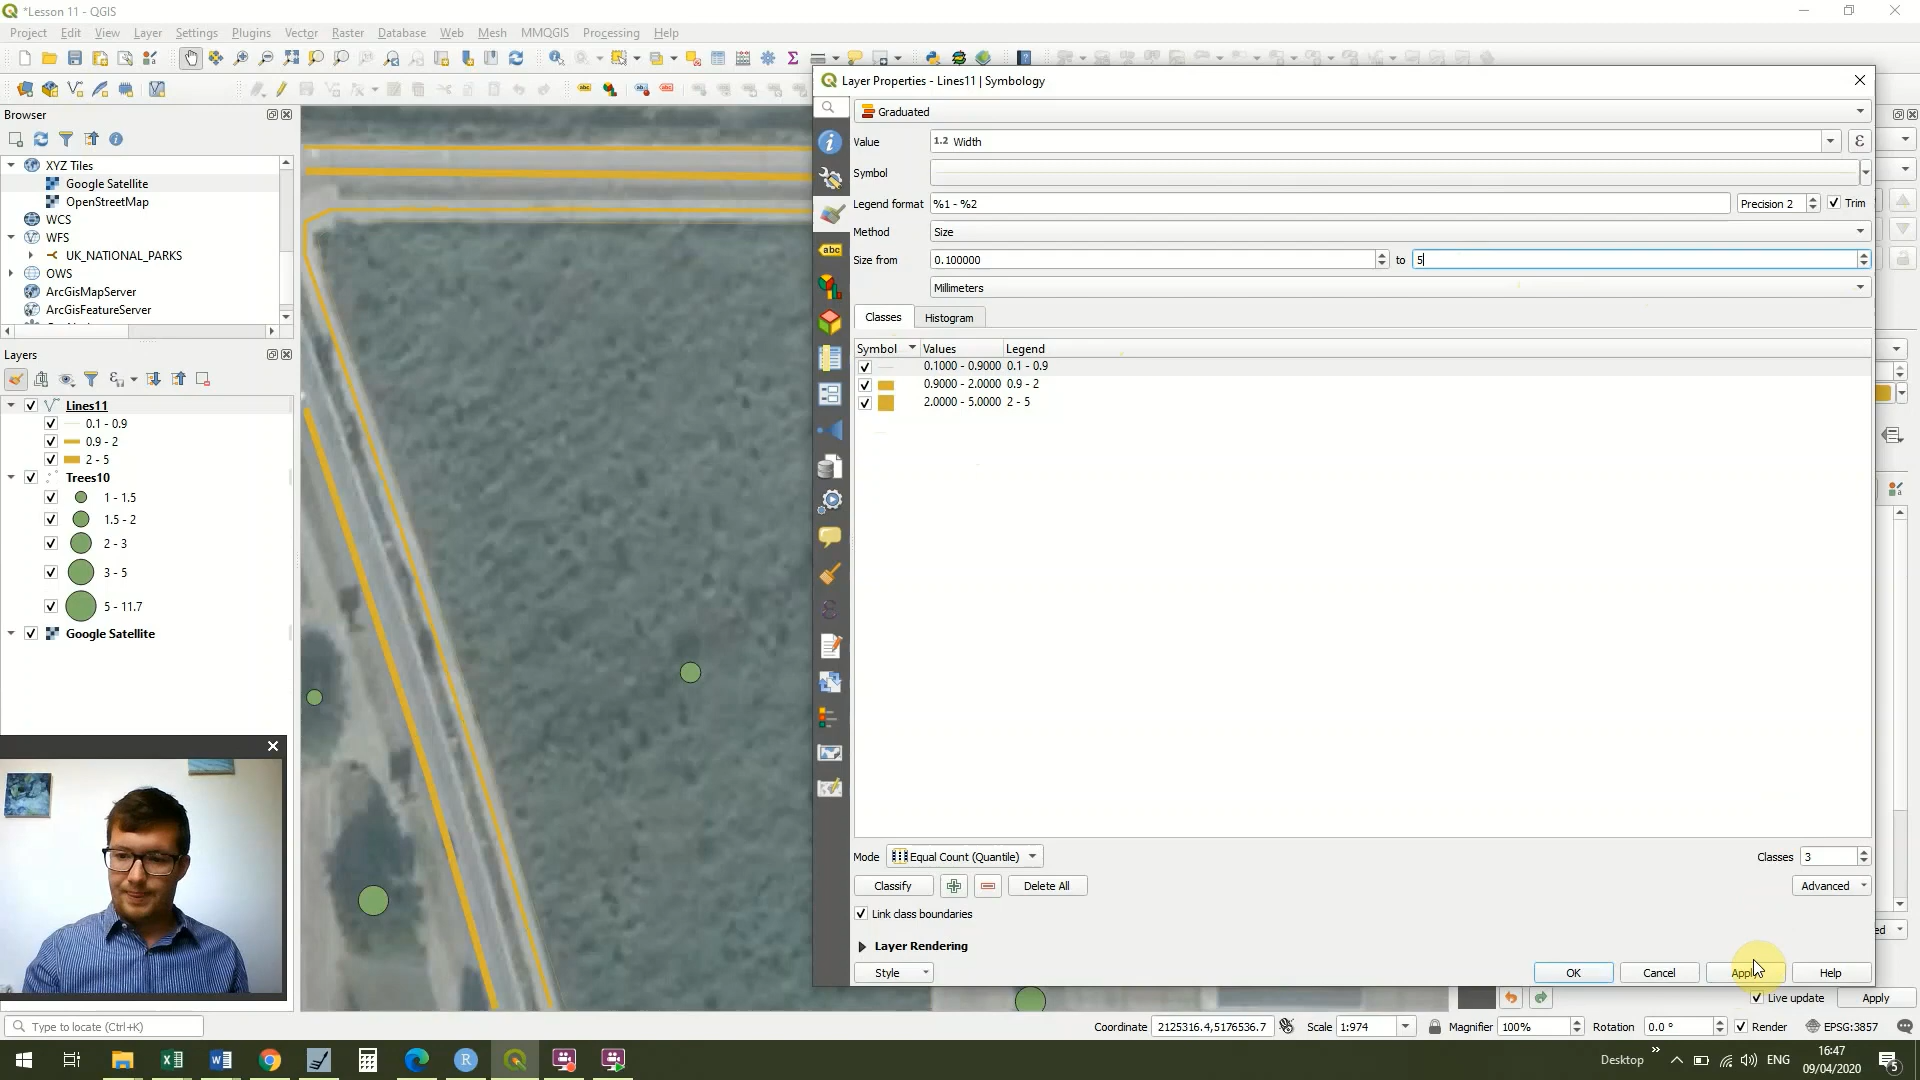 *Lesson 11 - QGIS
Project Edit View Layer Settings Plugins Vector Raster Database Web Mesh MMQGIS Processing Help
Browser
XYZ Tiles
Google Satellite
OpenStreetMap
WCS
WFS
UK_NATIONAL_PARKS
OWS
ArcGisMapServer
ArcGisFeatureServer
Layers
Lines11
0.1 - 0.9
0.9 - 2
2 - 5
Trees10
1 - 1.5
1.5 - 2
2 - 3
3 - 5
5 - 11.7
Google Satellite
Layer Properties - Lines11 | Symbology
Graduated
Value 1.2 Width
Symbol
Legend format %1 - %2 Precision 2 Trim
Method Size
Size from 0.100000 to 5
Millimeters
Classes Histogram
Symbol Values Legend
0.1000 - 0.9000 0.1 - 0.9
0.9000 - 2.0000 0.9 - 2
2.0000 - 5.0000 2 - 5
Mode Equal Count (Quantile) Classes 3
Classify Delete All Advanced
Link class boundaries
Layer Rendering
Style OK Cancel Apply Help
Live update Apply
Type to locate (Ctrl+K) Coordinate 2125316.4,5176536.7 Scale 1:974 Magnifier 100% Rotation 0.0 ° Render EPSG:3857
Desktop ENG 16:47
09/04/2020 5